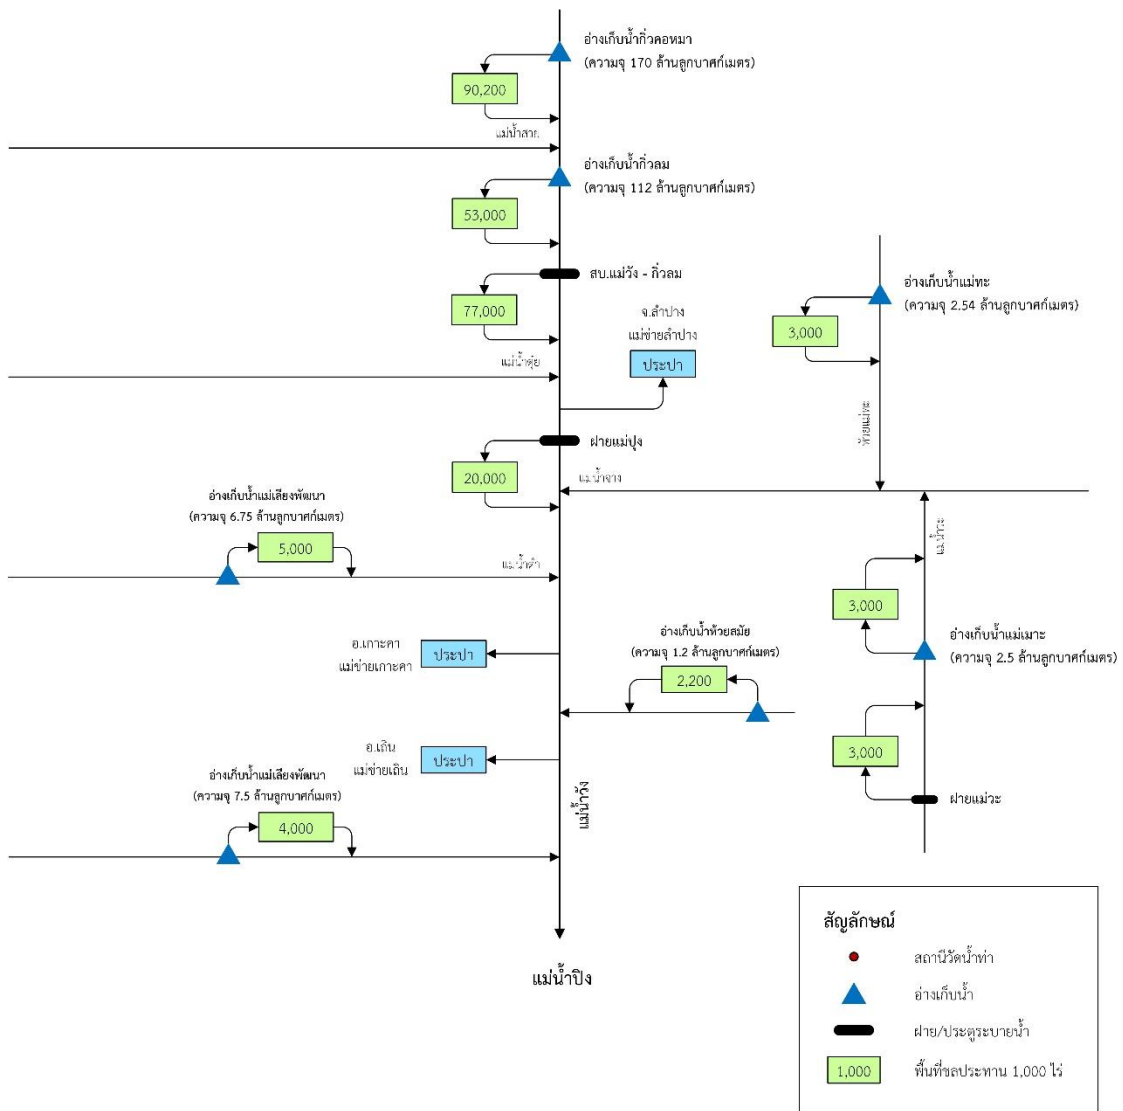 อ่างเก็บน้ำกิ่วคอหมา
(ความจุ 170 ล้านลูกบาศก์เมตร)
90,200
แม่น้ำสาย
อ่างเก็บน้ำกิ่วลม
(ความจุ 112 ล้านลูกบาศก์เมตร)
53,000
สบ.แม่วัง - กิ่วลม
77,000
อ่างเก็บน้ำแม่ทะ
(ความจุ 2.54 ล้านลูกบาศก์เมตร)
3,000
จ.ลำปาง
แม่ข่ายลำปาง
ประปา
แม่น้ำตุ๋ย
ห้วยแม่ทะ
ฝายแม่ปุง
20,000
แม่น้ำจาง
อ่างเก็บน้ำแม่เลียงพัฒนา
(ความจุ 6.75 ล้านลูกบาศก์เมตร)
5,000
แม่น้ำต๋ำ
แม่น้ำวะ
3,000
อ่างเก็บน้ำแม่เมาะ
(ความจุ 2.5 ล้านลูกบาศก์เมตร)
อ.เกาะคา
แม่ข่ายเกาะคา
ประปา
อ่างเก็บน้ำห้วยสมัย
(ความจุ 1.2 ล้านลูกบาศก์เมตร)
2,200
3,000
ฝายแม่วะ
อ.เถิน
แม่ข่ายเถิน
ประปา
อ่างเก็บน้ำแม่เลียงพัฒนา
(ความจุ 7.5 ล้านลูกบาศก์เมตร)
4,000
แม่น้ำวัง
แม่น้ำปิง
สัญลักษณ์
สถานีวัดน้ำท่า
อ่างเก็บน้ำ
ฝาย/ประตูระบายน้ำ
1,000
พื้นที่ชลประทาน 1,000 ไร่